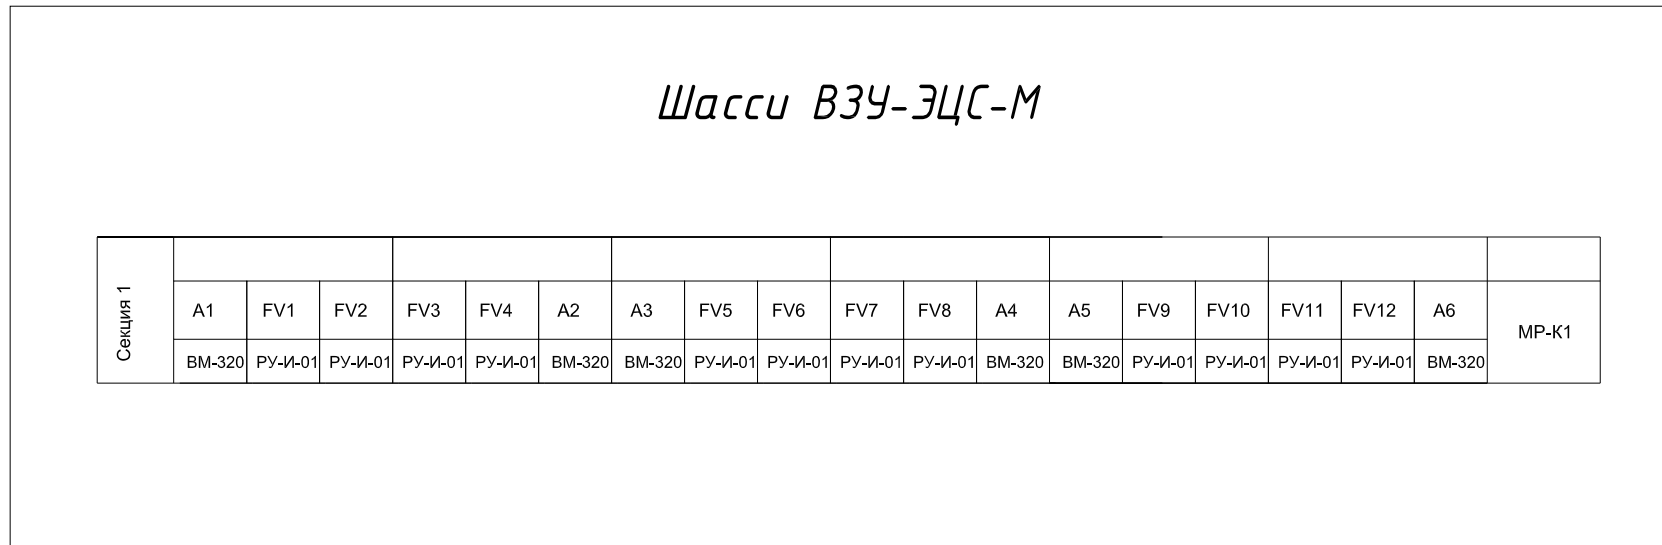 Шасси ВЗУ-ЭЦС-М
Секция 1
A1 FV1 FV2 FV3 FV4 A2 A3 FV5 FV6 FV7 FV8 A4 A5 FV9 FV10 FV11 FV12 A6
МР-К1
ВМ-320 РУ-И-01 РУ-И-01 РУ-И-01 РУ-И-01 ВМ-320 ВМ-320 РУ-И-01 РУ-И-01 РУ-И-01 РУ-И-01 ВМ-320 ВМ-320 РУ-И-01 РУ-И-01 РУ-И-01 РУ-И-01 ВМ-320